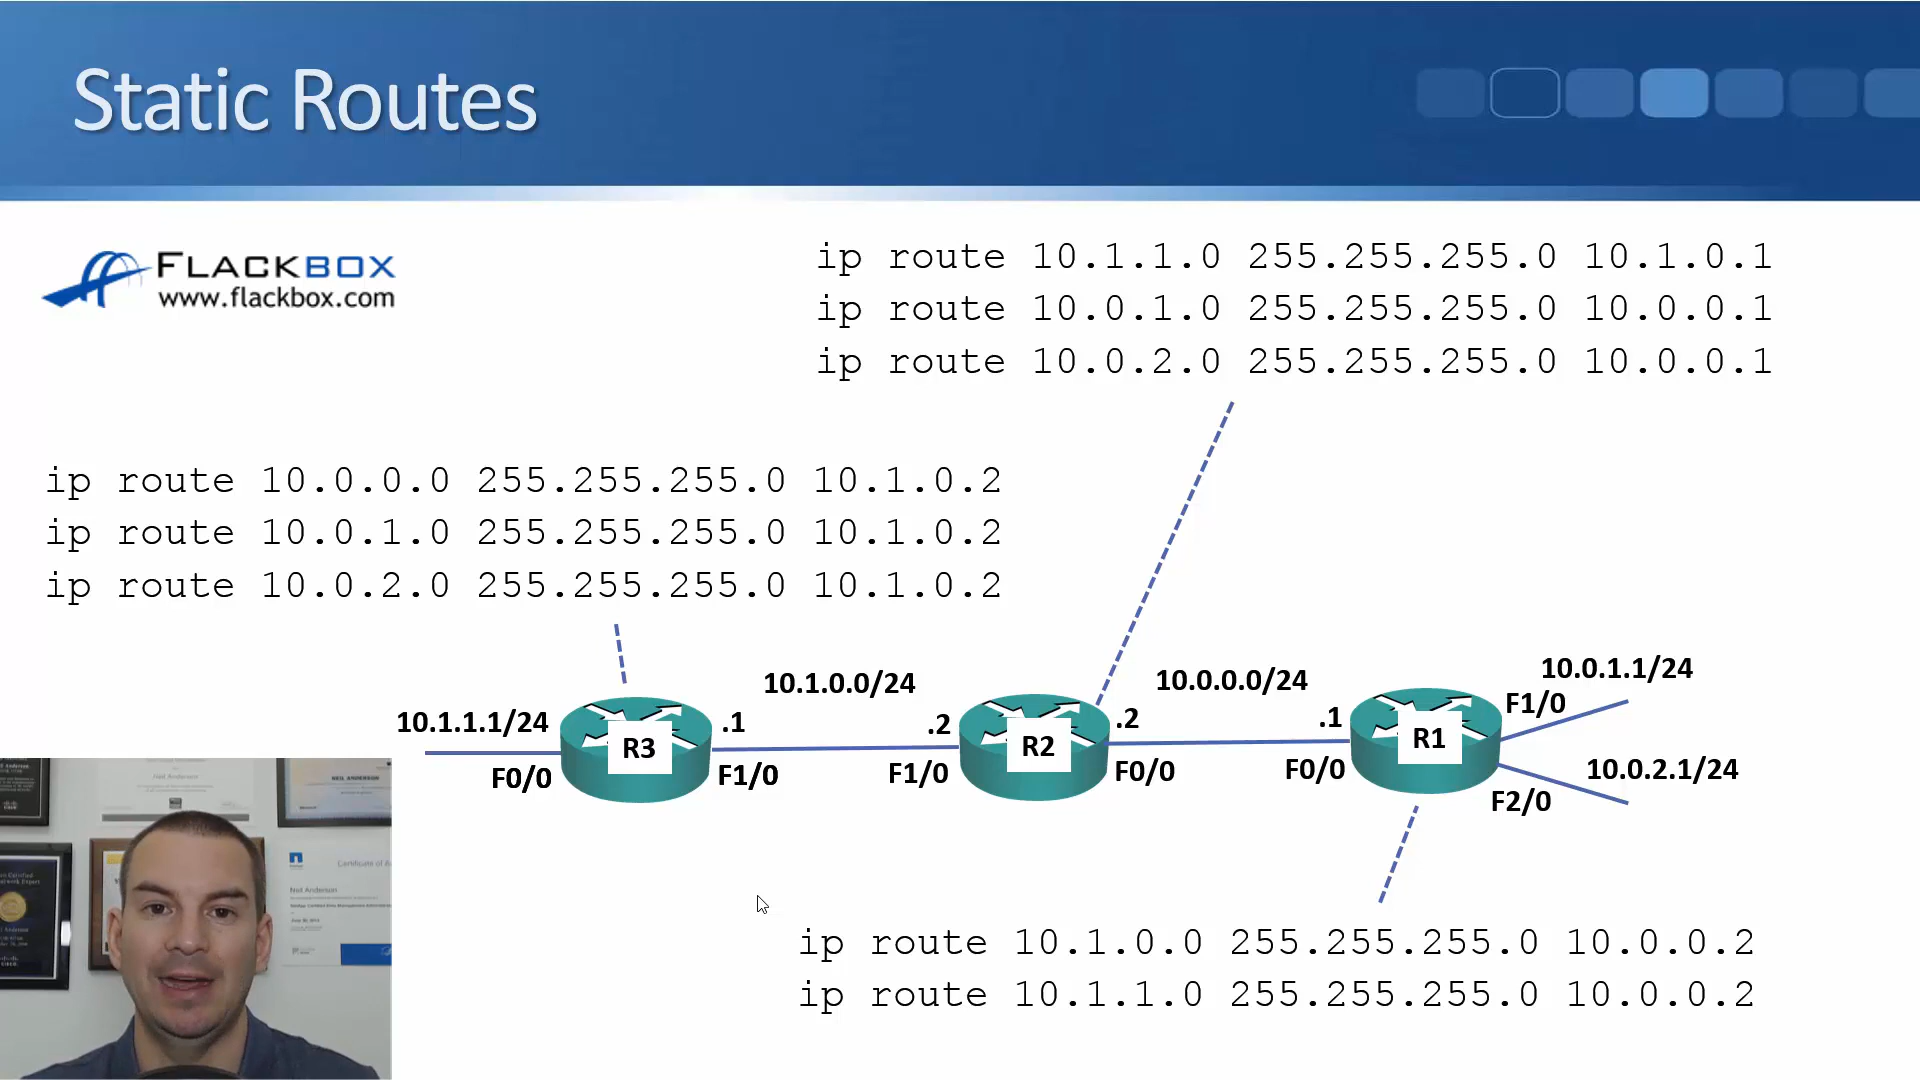 Static Routes
FLACKBOX
www.flackbox.com
ip route 10.1.1.0 255.255.255.0 10.1.0.1
ip route 10.0.1.0 255.255.255.0 10.0.0.1
ip route 10.0.2.0 255.255.255.0 10.0.0.1
ip route 10.0.0.0 255.255.255.0 10.1.0.2
ip route 10.0.1.0 255.255.255.0 10.1.0.2
ip route 10.0.2.0 255.255.255.0 10.1.0.2
10.1.1.1/24
F0/0
R3
.1
F1/0
10.1.0.0/24
.2
F1/0
R2
.2
F0/0
10.0.0.0/24
.1
F0/0
R1
10.0.1.1/24
F1/0
10.0.2.1/24
F2/0
NEIL ANDERSON
Neil Anderson
Certificate of
Neil Anderson
ip route 10.1.0.0 255.255.255.0 10.0.0.2
ip route 10.1.1.0 255.255.255.0 10.0.0.2